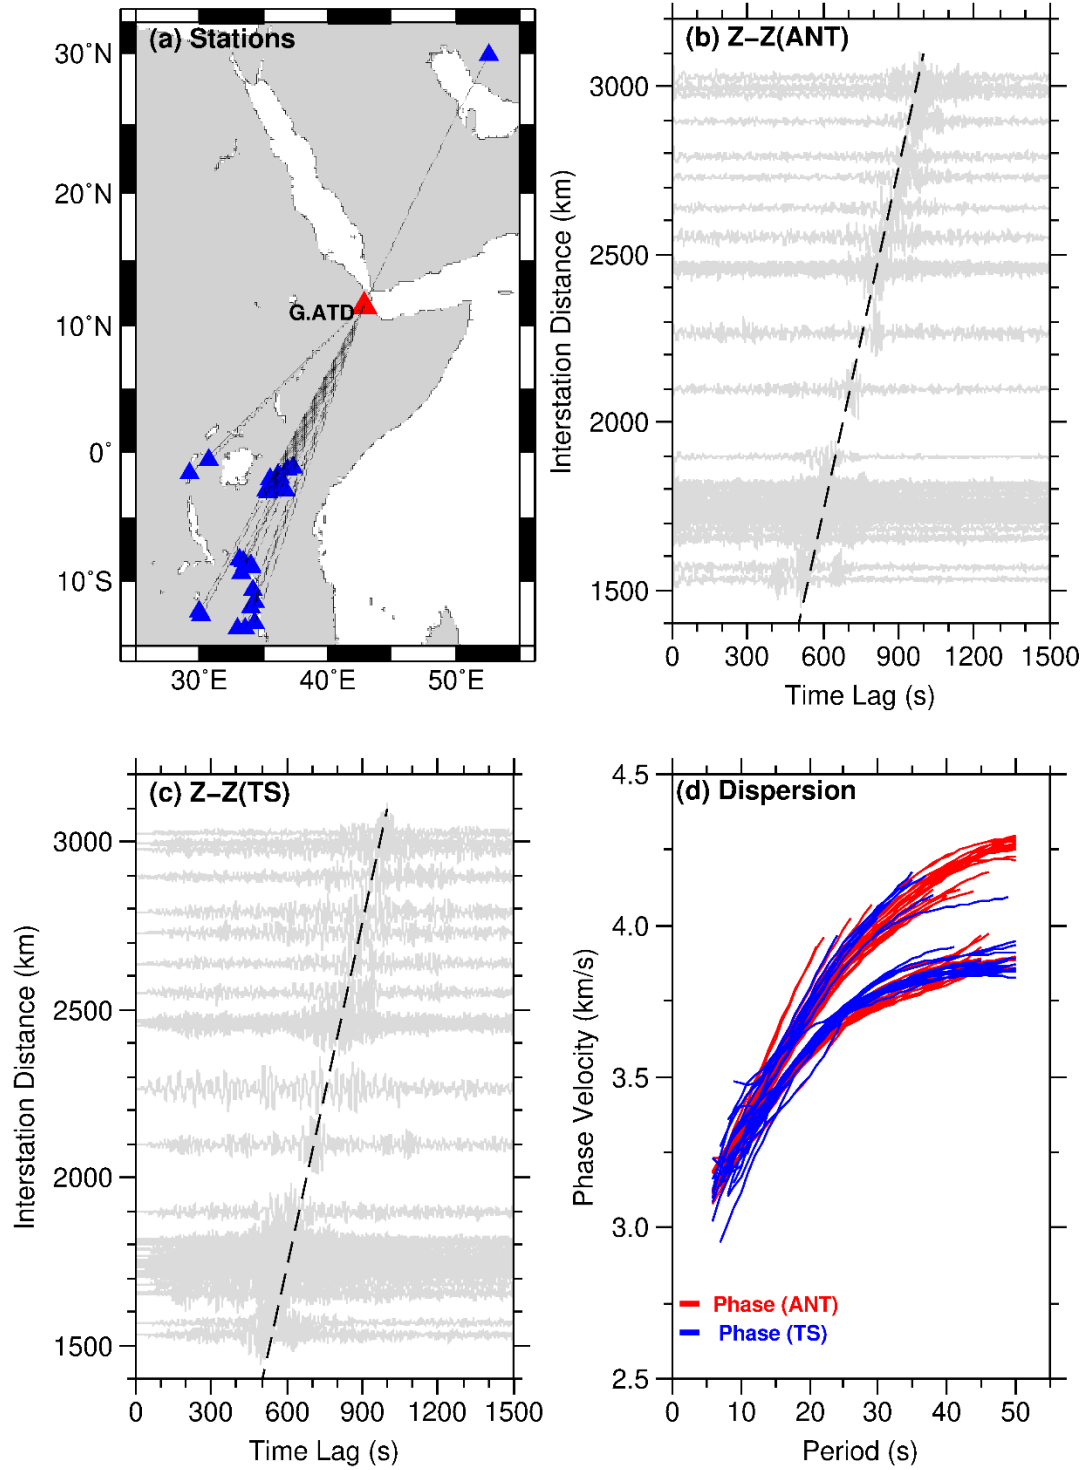 (a) Stations
30°N
20°N
10°N
0°
10°S
30°E 40°E 50°E
G.ATD
(b) Z−Z(ANT)
Interstation Distance (km)
3000
2500
2000
1500
0 300 600 900 1200 1500
Time Lag (s)
(c) Z−Z(TS)
Interstation Distance (km)
3000
2500
2000
1500
0 300 600 900 1200 1500
Time Lag (s)
(d) Dispersion
Phase Velocity (km/s)
4.5
4.0
3.5
3.0
2.5
Phase (ANT)
Phase (TS)
0 10 20 30 40 50
Period (s)